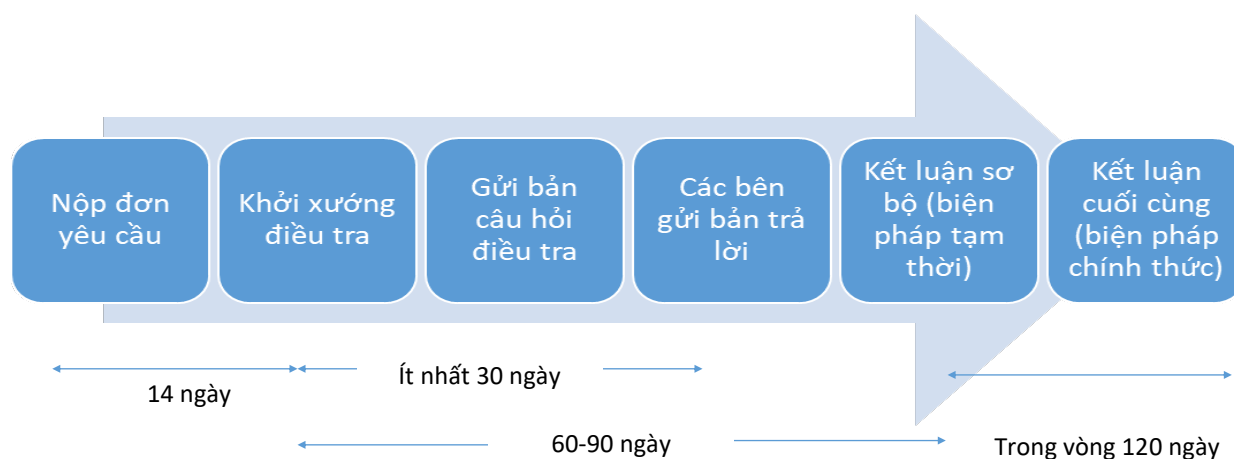 Nộp đơn
yêu cầu
Khởi xướng
điều tra
Gửi bản
câu hỏi
điều tra
Các bên
gửi bản trả
lời
Kết luận sơ
bộ (biện
pháp tạm
thời)
Kết luận
cuối cùng
(biện pháp
chính thức)
14 ngày
Ít nhất 30 ngày
60-90 ngày
Trong vòng 120 ngày